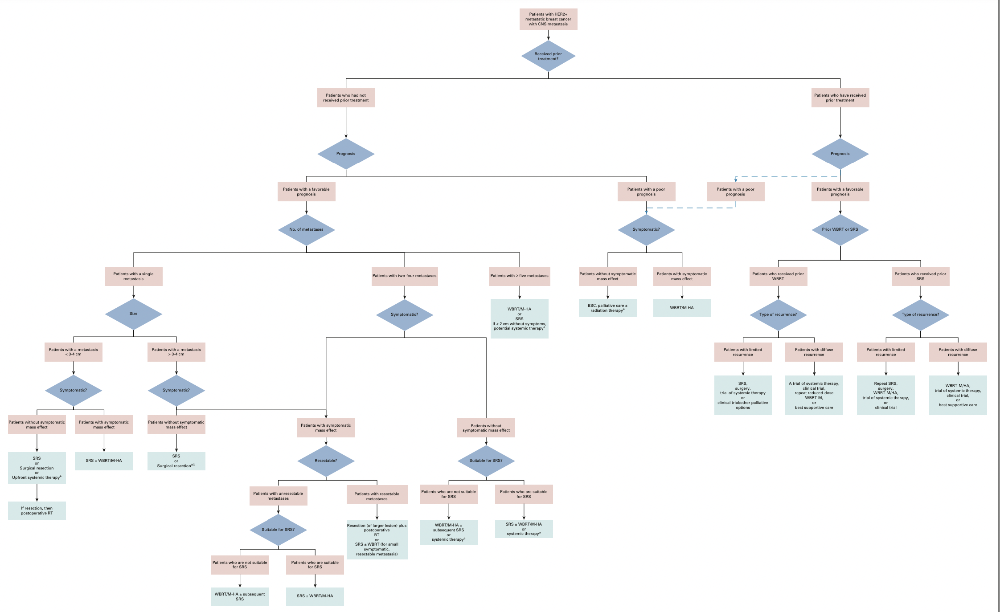 Patients with HER2+
metastatic breast cancer
with CNS metastasis
Received prior
treatment?
Patients who had not
received prior treatment
Patients who have received
prior treatment
Prognosis
Prognosis
Patients with a favorable
prognosis
Patients with a poor
prognosis
Patients with a poor
prognosis
Patients with a favorable
prognosis
No. of metastases
Symptomatic?
Prior WBRT or SRS
Patients with a single
metastasis
Patients with two-four metastases
Patients with ≥ five metastases
Patients without symptomatic
mass effect
Patients with symptomatic
mass effect
Patients who received prior
WBRT
Patients who received prior
SRS
Size
Symptomatic?
WBRT/M-HA
or
SRS
If < 2 cm without symptoms,
potential systemic therapyᵃ
BSC, palliative care ±
radiation therapyᵃ
WBRT/M-HA
Type of recurrence?
Type of recurrence?
Patients with a metastasis
< 3-4 cm
Patients with a metastasis
> 3-4 cm
Patients with limited
recurrence
Patients with diffuse
recurrence
Patients with limited
recurrence
Patients with diffuse
recurrence
Symptomatic?
Symptomatic?
SRS,
surgery,
trial of systemic therapy
or
clinical trial/other palliative
options
A trial of systemic therapy,
clinical trial,
repeat reduced-dose
WBRT-M,
or
best supportive care
Repeat SRS,
surgery,
WBRT-M/HA,
trial of systemic therapy,
or
clinical trial
WBRT-M/HA,
trial of systemic therapy,
clinical trial,
or
best supportive care
Patients without symptomatic
mass effect
Patients with symptomatic
mass effect
Patients without symptomatic
mass effect
Patients with symptomatic
mass effect
Patients without
symptomatic mass effect
SRS
or
Surgical resection
or
Upfront systemic therapyᵃ
SRS ± WBRT/M-HA
SRS
or
Surgical resectionᵃ,ᵇ
Resectable?
Suitable for SRS?
If resection, then
postoperative RT
Patients with unresectable
metastases
Patients with resectable
metastases
Patients who are not suitable
for SRS
Patients who are suitable
for SRS
Suitable for SRS?
Resection (of larger lesion) plus
postoperative
RT
or
SRS ± WBRT (for small
symptomatic,
resectable metastasis)
WBRT/M-HA ±
subsequent SRS
or
systemic therapyᵃ
SRS ± WBRT/M-HA
or
systemic therapyᵃ
Patients who are not suitable
for SRS
Patients who are suitable
for SRS
WBRT/M-HA ± subsequent
SRS
SRS ± WBRT/M-HA